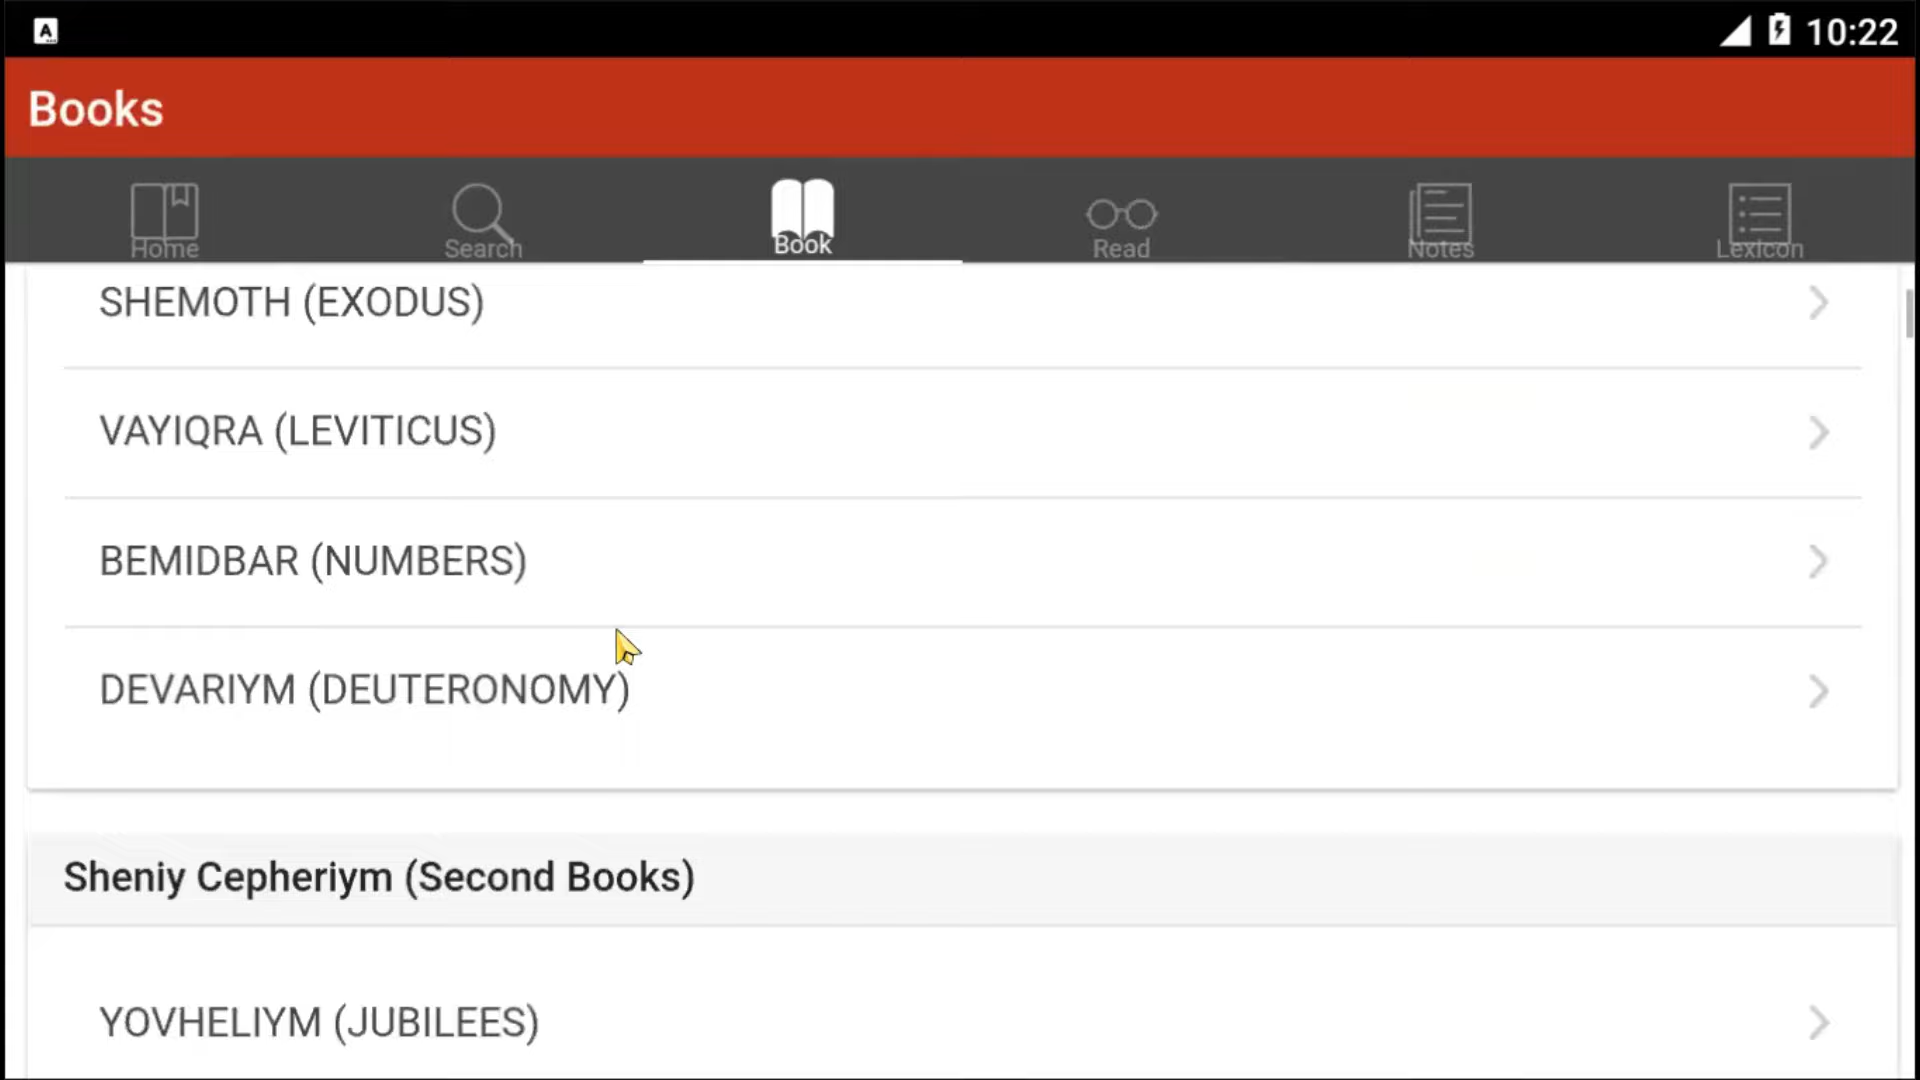 A
10:22
Books
Home
Search
Book
Read
Notes
Lexicon
SHEMOTH (EXODUS)
VAYIQRA (LEVITICUS)
BEMIDBAR (NUMBERS)
DEVARIYM (DEUTERONOMY)
Sheniy Cepheriym (Second Books)
YOVHELIYM (JUBILEES)